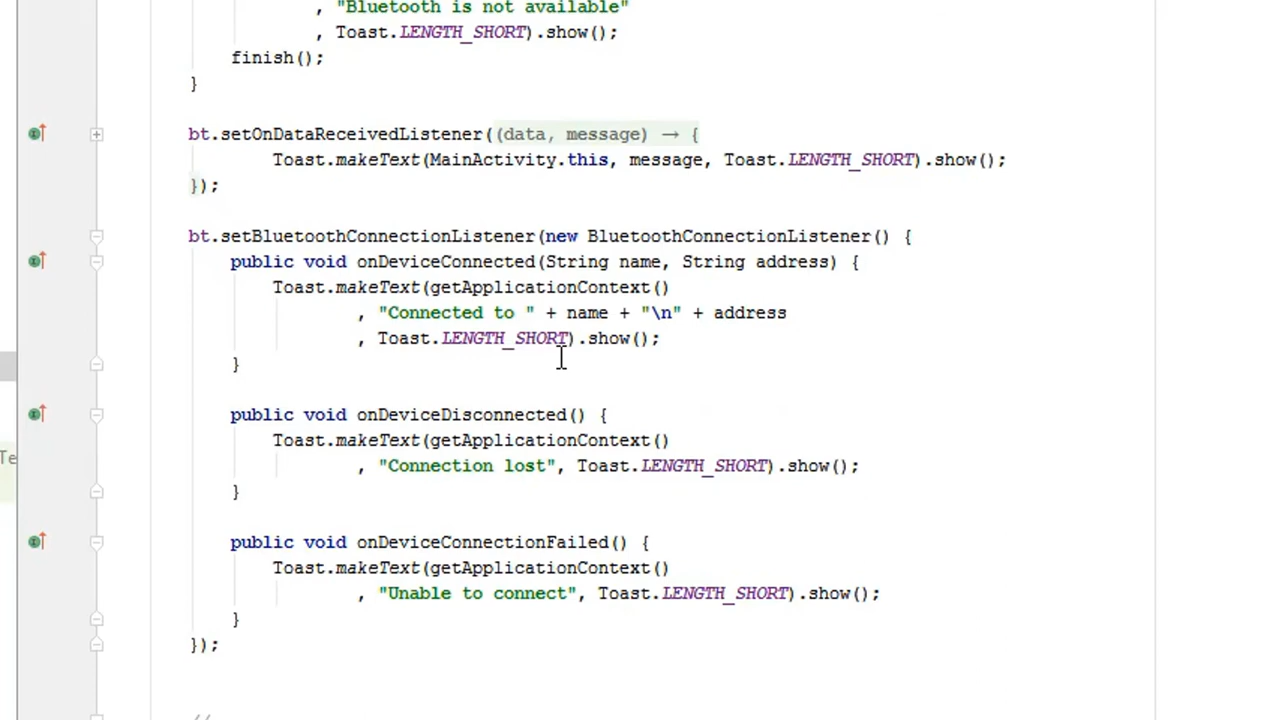 , "Bluetooth is not available"
, Toast.LENGTH_SHORT).show();
finish();
}
bt.setOnDataReceivedListener((data, message) → {
Toast.makeText(MainActivity.this, message, Toast.LENGTH_SHORT).show();
});
bt.setBluetoothConnectionListener(new BluetoothConnectionListener() {
public void onDeviceConnected(String name, String address) {
Toast.makeText(getApplicationContext()
, "Connected to " + name + "\n" + address
, Toast.LENGTH_SHORT).show();
}
public void onDeviceDisconnected() {
Toast.makeText(getApplicationContext()
Te
, "Connection lost", Toast.LENGTH_SHORT).show();
}
public void onDeviceConnectionFailed() {
Toast.makeText(getApplicationContext()
, "Unable to connect", Toast.LENGTH_SHORT).show();
}
});
//